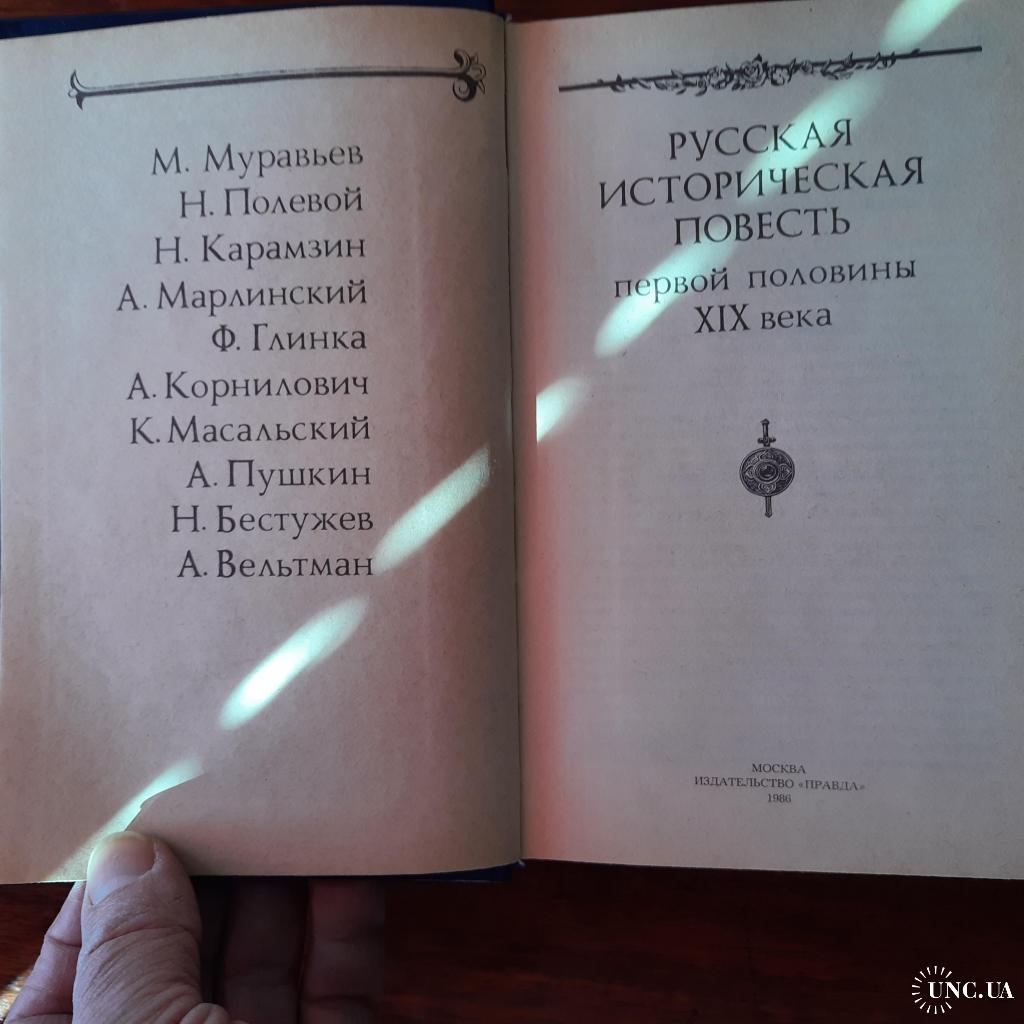 М. Муравьев
Н. Полевой
Н. Карамзин
А. Марлинский
Ф. Глинка
А. Корнилович
К. Масальский
А. Пушкин
Н. Бестужев
А. Вельтман
РУССКАЯ
ИСТОРИЧЕСКАЯ
ПОВЕСТЬ
первой половины
XIX века
МОСКВА
ИЗДАТЕЛЬСТВО «ПРАВДА»
1986
UNC.UA